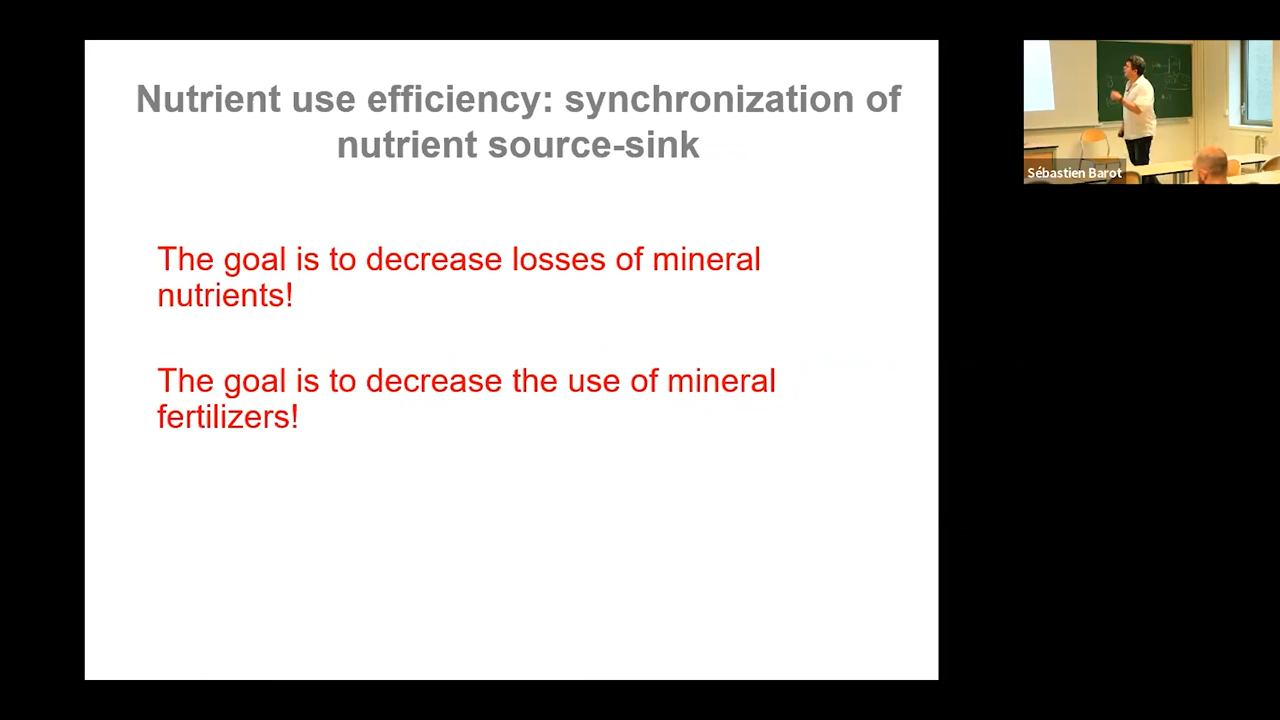 Nutrient use efficiency: synchronization of
nutrient source-sink
The goal is to decrease losses of mineral
nutrients!
The goal is to decrease the use of mineral
fertilizers!
Sébastien Barot